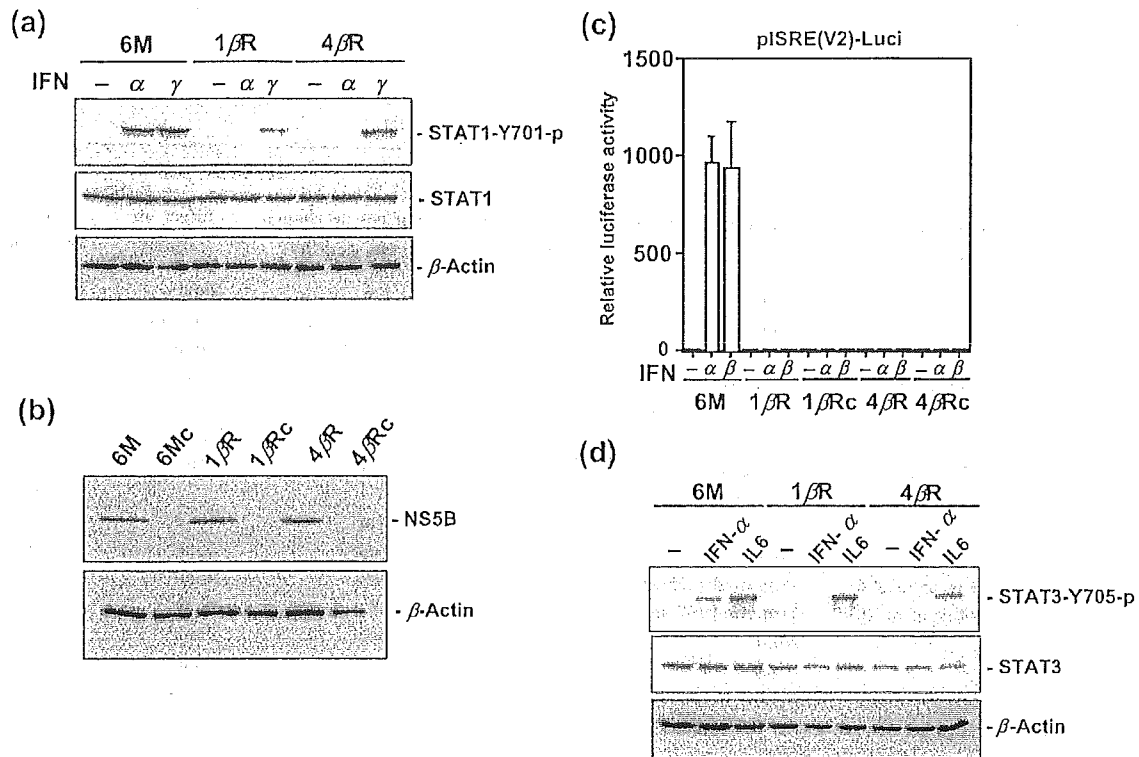 (a)
6M 1βR 4βR
IFN – α γ – α γ – α γ
- STAT1-Y701-p
- STAT1
- β-Actin
(b)
6M 6Mc 1βR 1βRc 4βR 4βRc
- NS5B
- β-Actin
(c)
pISRE(V2)-Luci
Relative luciferase activity
1500
1000
500
0
IFN – α β – α β – α β – α β – α β
6M 1βR 1βRc 4βR 4βRc
(d)
6M 1βR 4βR
– IFN-α IL6 – IFN-α IL6 – IFN-α IL6
- STAT3-Y705-p
- STAT3
- β-Actin